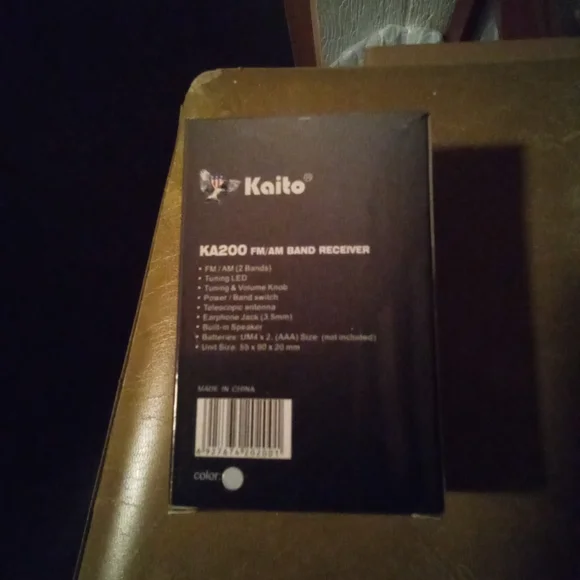 Kaito®
KA200 FM/AM BAND RECEIVER
• FM / AM (2 Bands)
• Tuning LED
• Tuning & Volume Knob
• Power / Band switch
• Telescopic antenna
• Earphone Jack (3.5mm)
• Built-in Speaker
• Batteries: UM4 x 2, (AAA) Size (not included)
• Unit Size: 55 x 90 x 20 mm
MADE IN CHINA
color: